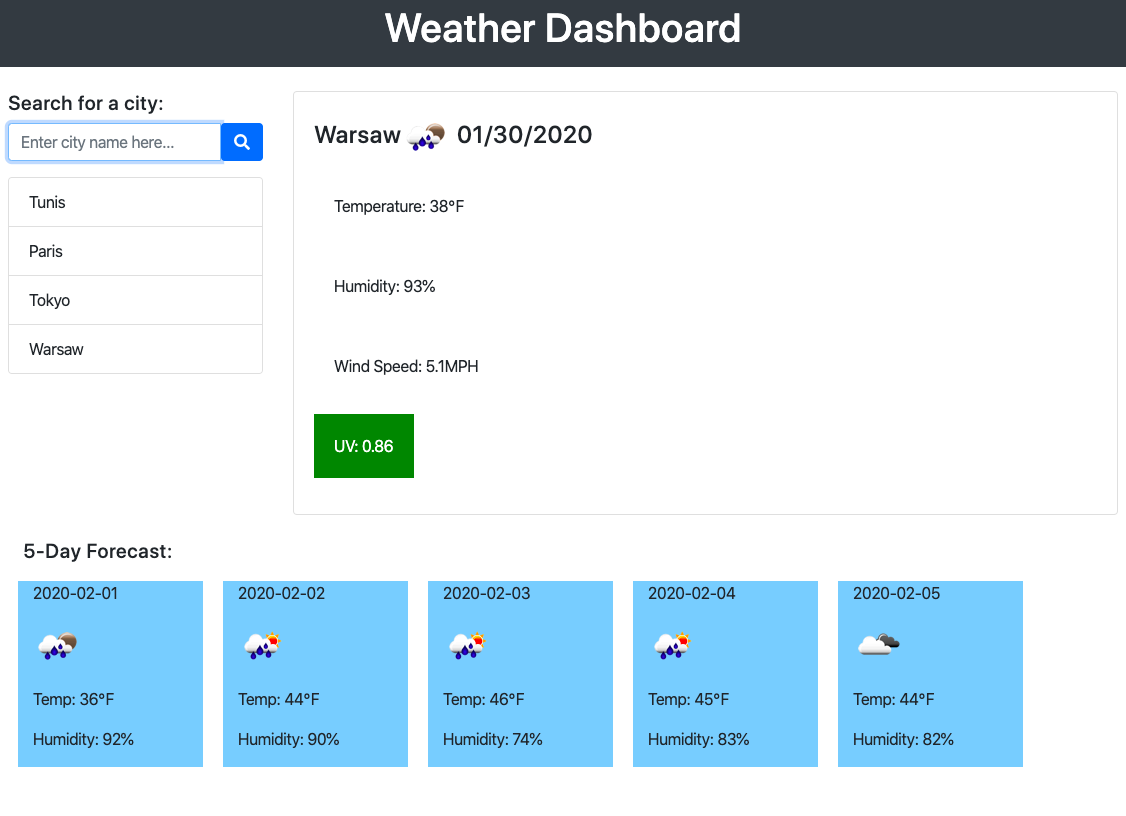 Weather Dashboard
Search for a city:
Enter city name here...
Tunis
Paris
Tokyo
Warsaw
Warsaw 01/30/2020
Temperature: 38°F
Humidity: 93%
Wind Speed: 5.1MPH
UV: 0.86
5-Day Forecast:
2020-02-01
Temp: 36°F
Humidity: 92%
2020-02-02
Temp: 44°F
Humidity: 90%
2020-02-03
Temp: 46°F
Humidity: 74%
2020-02-04
Temp: 45°F
Humidity: 83%
2020-02-05
Temp: 44°F
Humidity: 82%